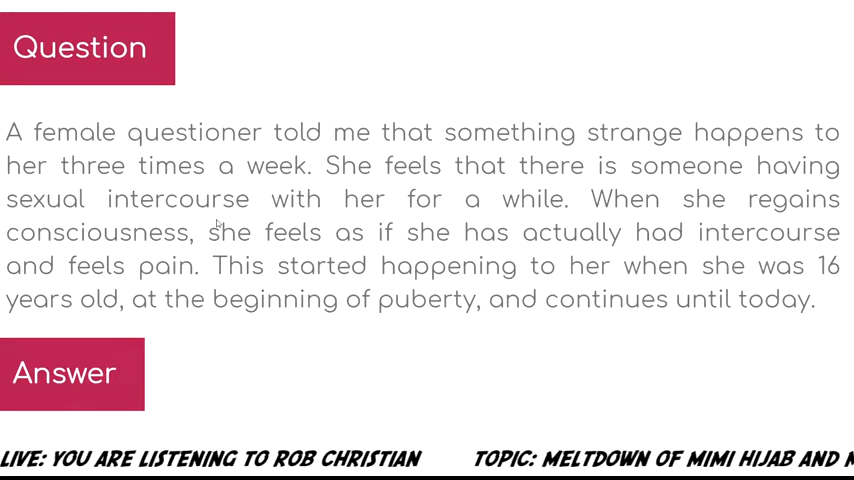 Question
A female questioner told me that something strange happens to
her three times a week. She feels that there is someone having
sexual intercourse with her for a while. When she regains
consciousness, she feels as if she has actually had intercourse
and feels pain. This started happening to her when she was 16
years old, at the beginning of puberty, and continues until today.
Answer
LIVE: YOU ARE LISTENING TO ROB CHRISTIAN TOPIC: MELTDOWN OF MIMI HIJAB AND